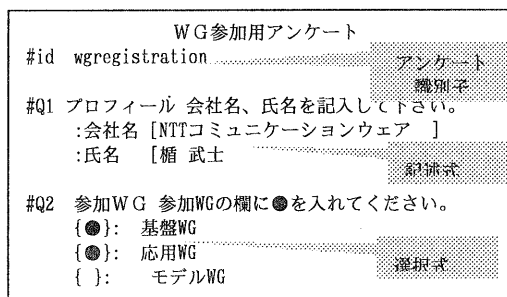 WG参加用アンケート
#id wgregistration
アンケート
識別子
#Q1 プロフィール 会社名、氏名を記入して下さい。
:会社名 [NTTコミュニケーションウェア ]
:氏名 [楯 武士
記述式
#Q2 参加WG 参加WGの欄に●を入れてください。
{●}: 基盤WG
{●}: 応用WG
選択式
{ }: モデルWG